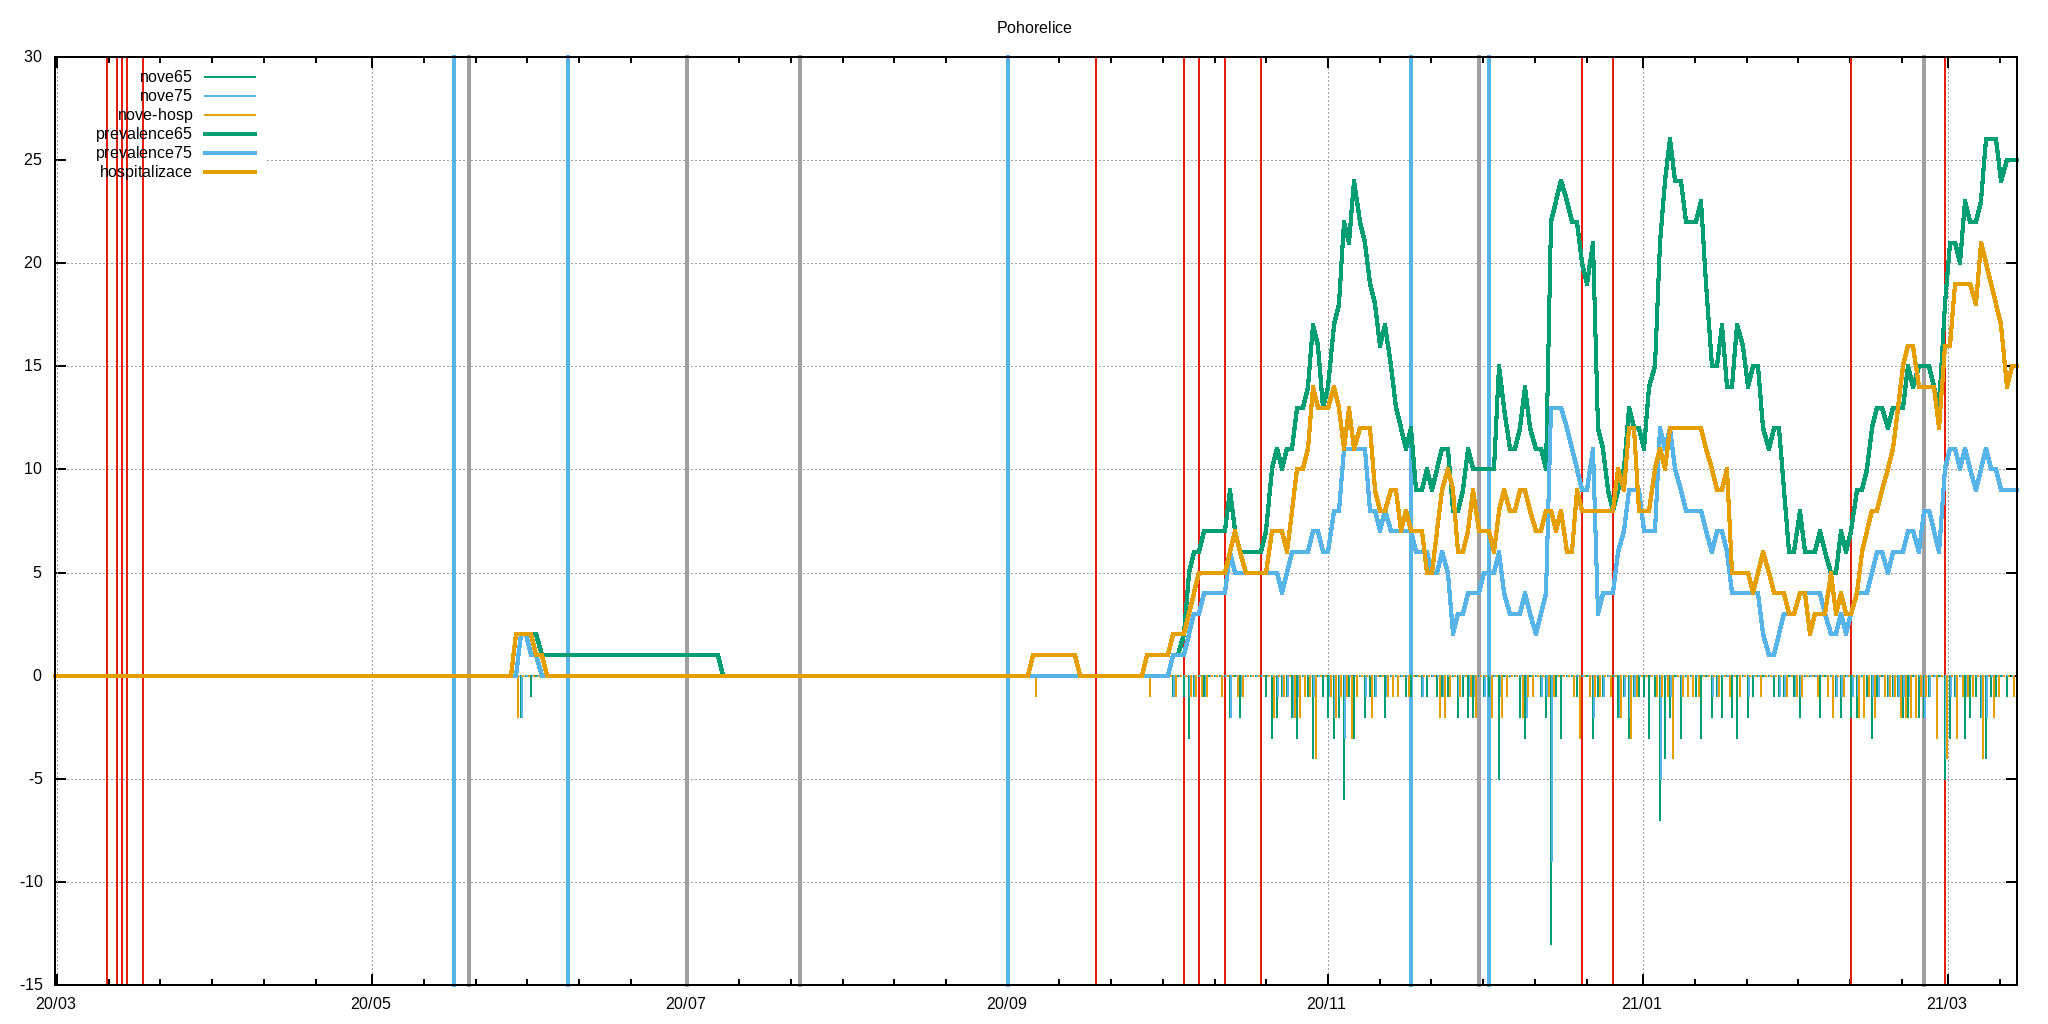 Pohorelice
30
25
20
15
10
5
0
-5
-10
-15
nove65
nove75
nove-hosp
prevalence65
prevalence75
hospitalizace
20/03 20/05 20/07 20/09 20/11 21/01 21/03